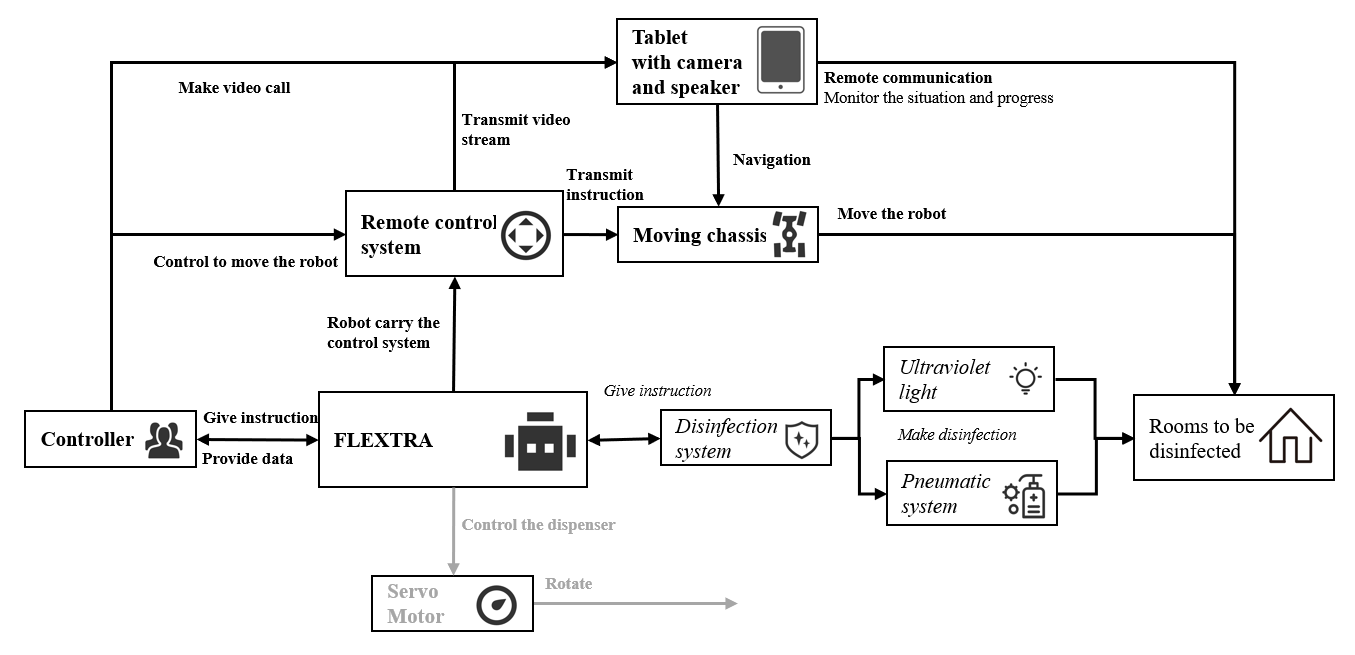 Tablet
with camera
and speaker
Make video call
Remote communication
Monitor the situation and progress
Transmit video
stream
Navigation
Transmit
instruction
Remote control
system
Moving chassis
Move the robot
Control to move the robot
Robot carry the
control system
Ultraviolet
light
Give instruction
Controller
Give instruction
Provide data
FLEXTRA
Disinfection
system
Make disinfection
Rooms to be
disinfected
Pneumatic
system
Control the dispenser
Servo
Motor
Rotate